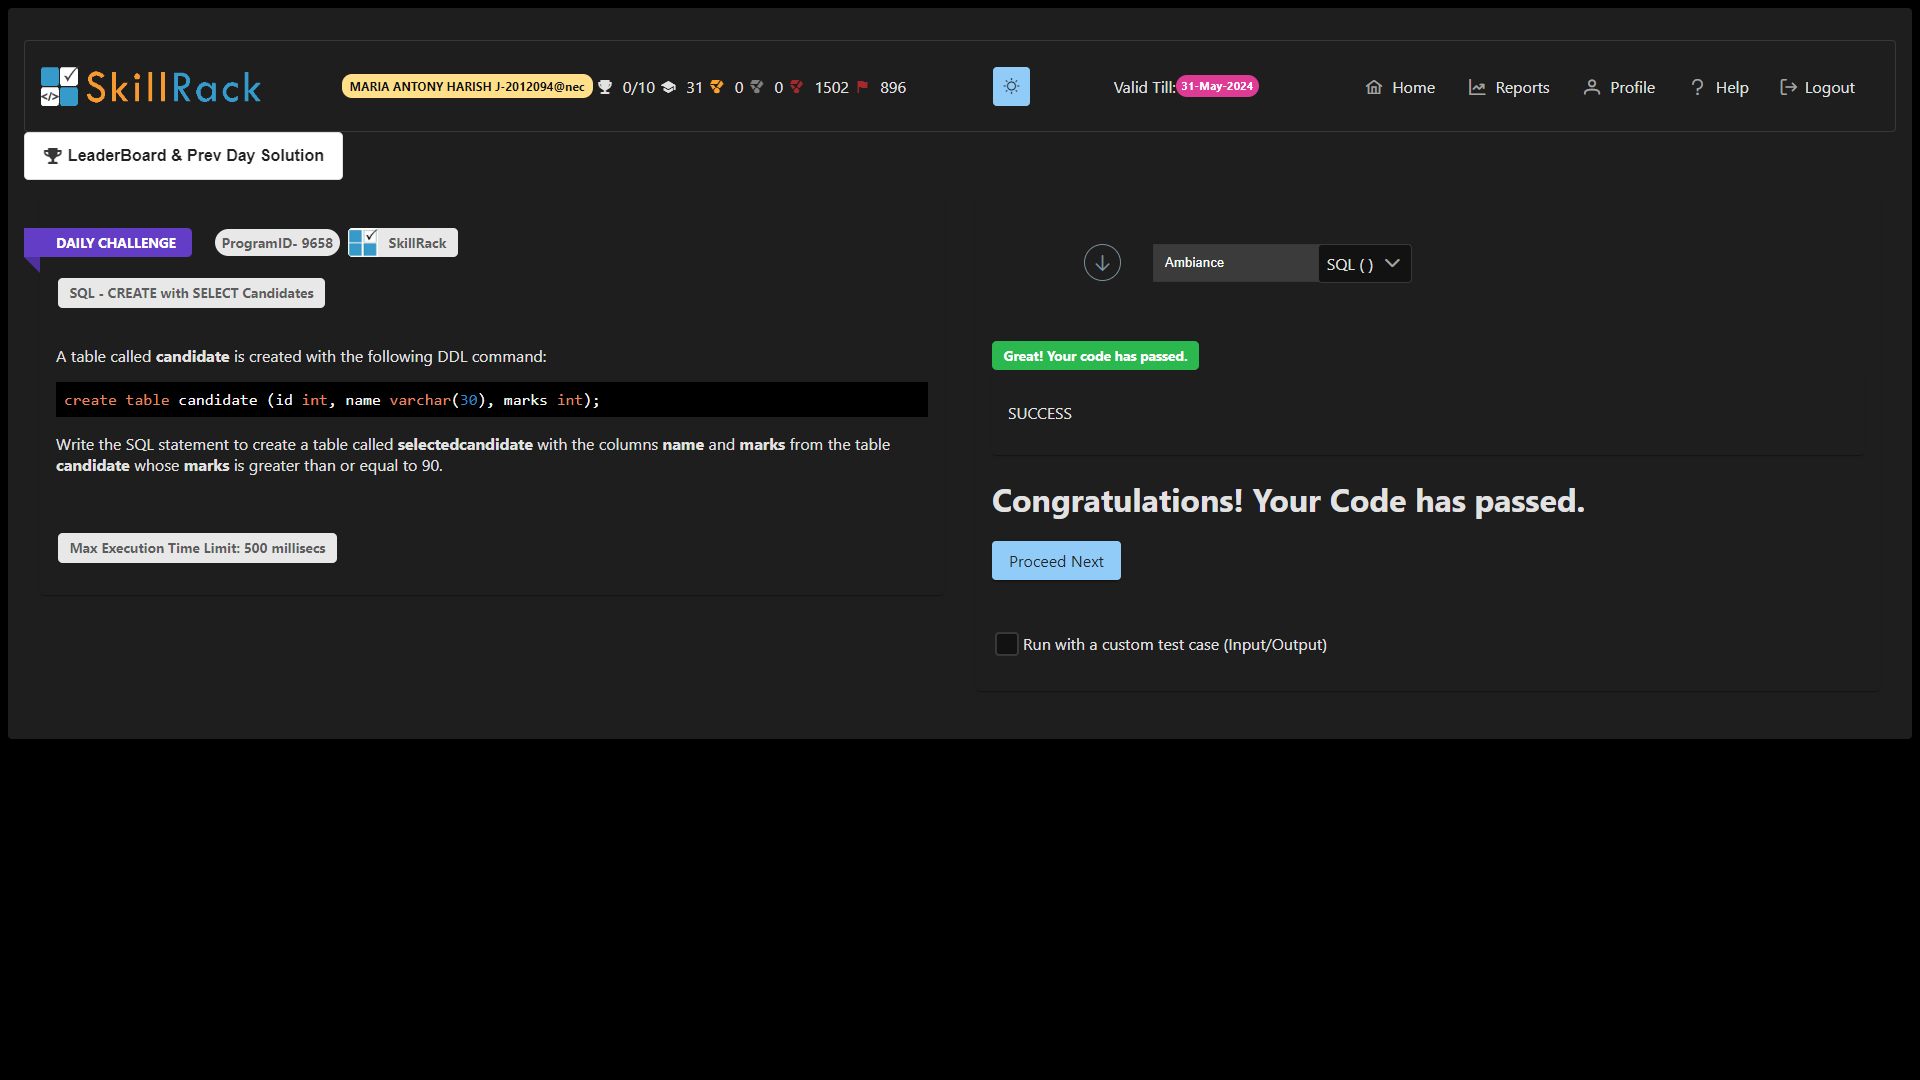 SkillRack
MARIA ANTONY HARISH J-2012094@nec 0/10 31 0 0 1502 896
Valid Till: 31-May-2024
Home Reports Profile Help Logout
LeaderBoard & Prev Day Solution
DAILY CHALLENGE ProgramID- 9658 SkillRack
SQL - CREATE with SELECT Candidates
A table called candidate is created with the following DDL command:
create table candidate (id int, name varchar(30), marks int);
Write the SQL statement to create a table called selectedcandidate with the columns name and marks from the table
candidate whose marks is greater than or equal to 90.
Max Execution Time Limit: 500 millisecs
Ambiance SQL ( )
Great! Your code has passed.
SUCCESS
Congratulations! Your Code has passed.
Proceed Next
Run with a custom test case (Input/Output)